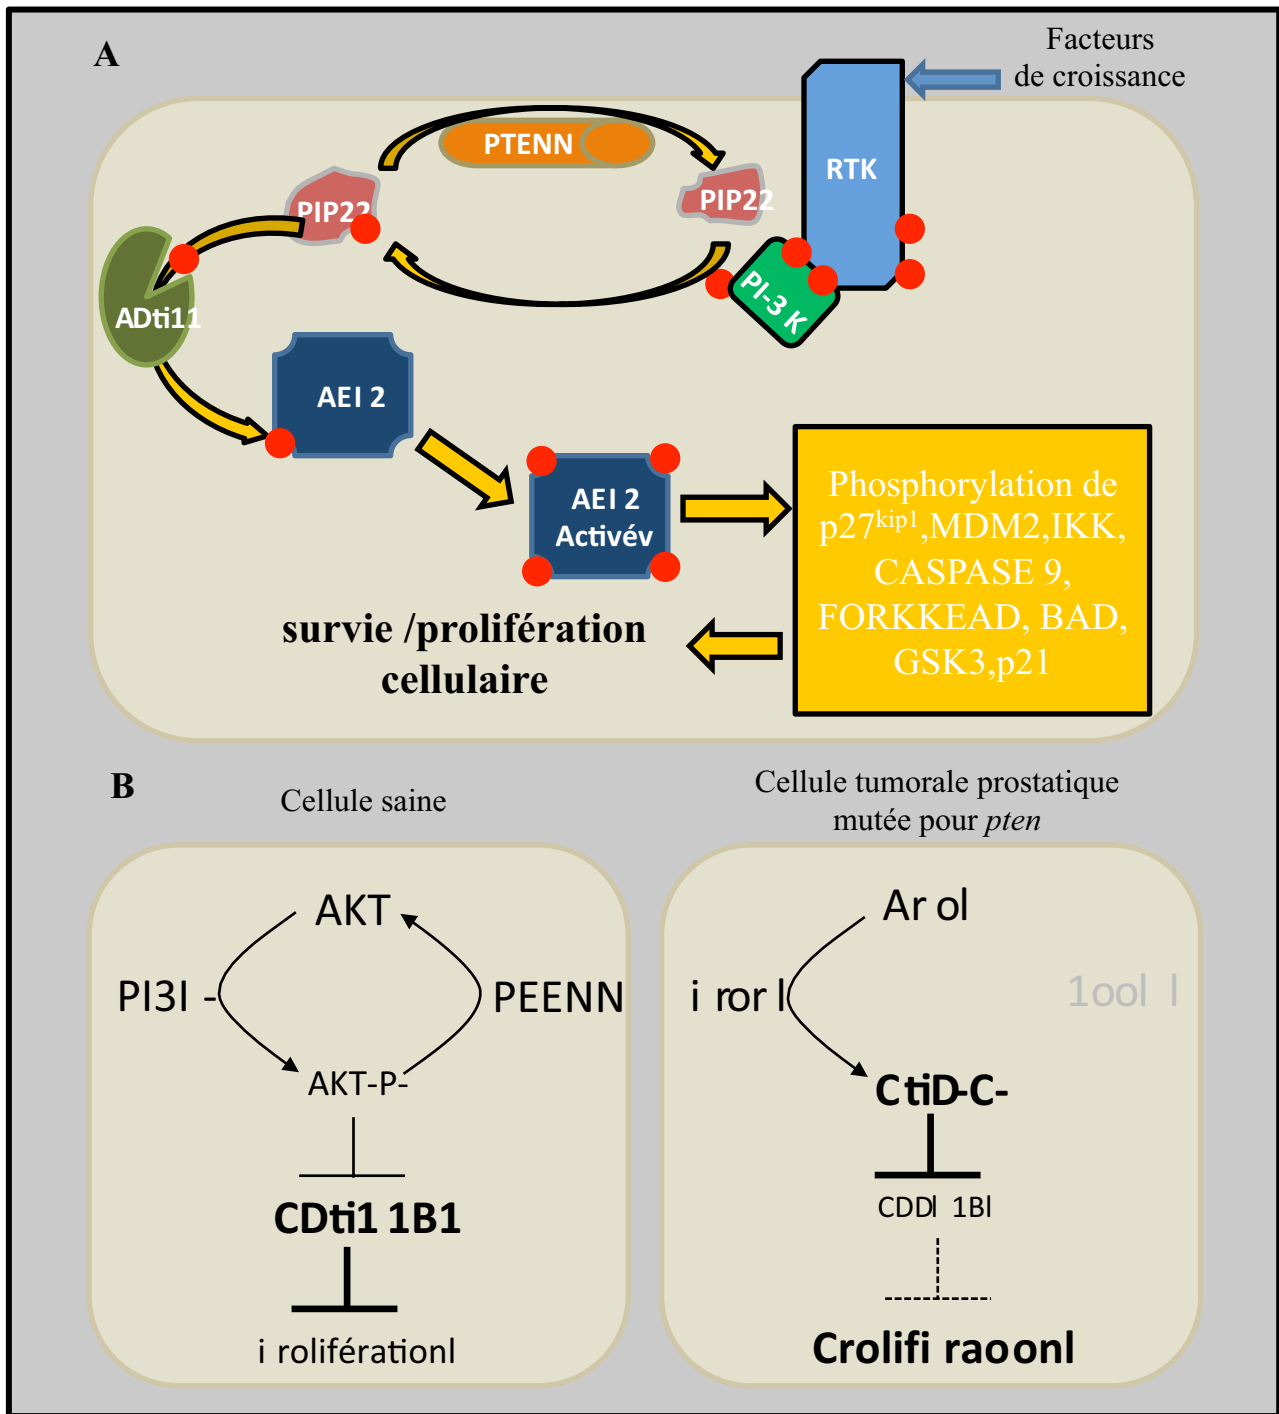 A
Facteurs
de croissance
PTENN
RTK
PIP22
PIP22
PI-3 K
ADti11
AEI 2
AEI 2
Activév
Phosphorylation de
p27kip1,MDM2,IKK,
CASPASE 9,
FORKKEAD, BAD,
GSK3,p21
survie /prolifération
cellulaire
B
Cellule saine
Cellule tumorale prostatique
mutée pour pten
AKT
PI3I -
PEENN
AKT-P-
CDti1 1B1
i roliférationl
Ar ol
i ror l
1ool l
CtiD-C-
CDDl 1Bl
Crolifi raoonl